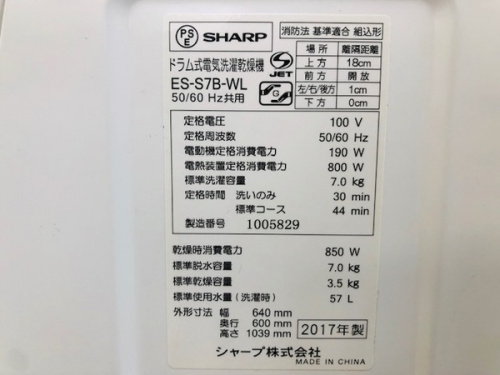 PSE SHARP
ドラム式電気洗濯乾燥機
ES-S7B-WL
50/60 Hz共用
S JET
G
消防法 基準適合 組込形
場所 離隔距離
上方 18cm
前方 開放
左/右/後方 1cm
下方 0cm
定格電圧 100 V
定格周波数 50/60 Hz
電動機定格消費電力 190 W
電熱装置定格消費電力 800 W
標準洗濯容量 7.0 kg
定格時間 洗いのみ 30 min
標準コース 44 min
製造番号 1005829
乾燥時消費電力 850 W
標準脱水容量 7.0 kg
標準乾燥容量 3.5 kg
標準使用水量(洗濯時) 57 L
外形寸法 幅 640 mm
奥行 600 mm
高さ 1039 mm
2017年製
シャープ株式会社
MADE IN CHINA